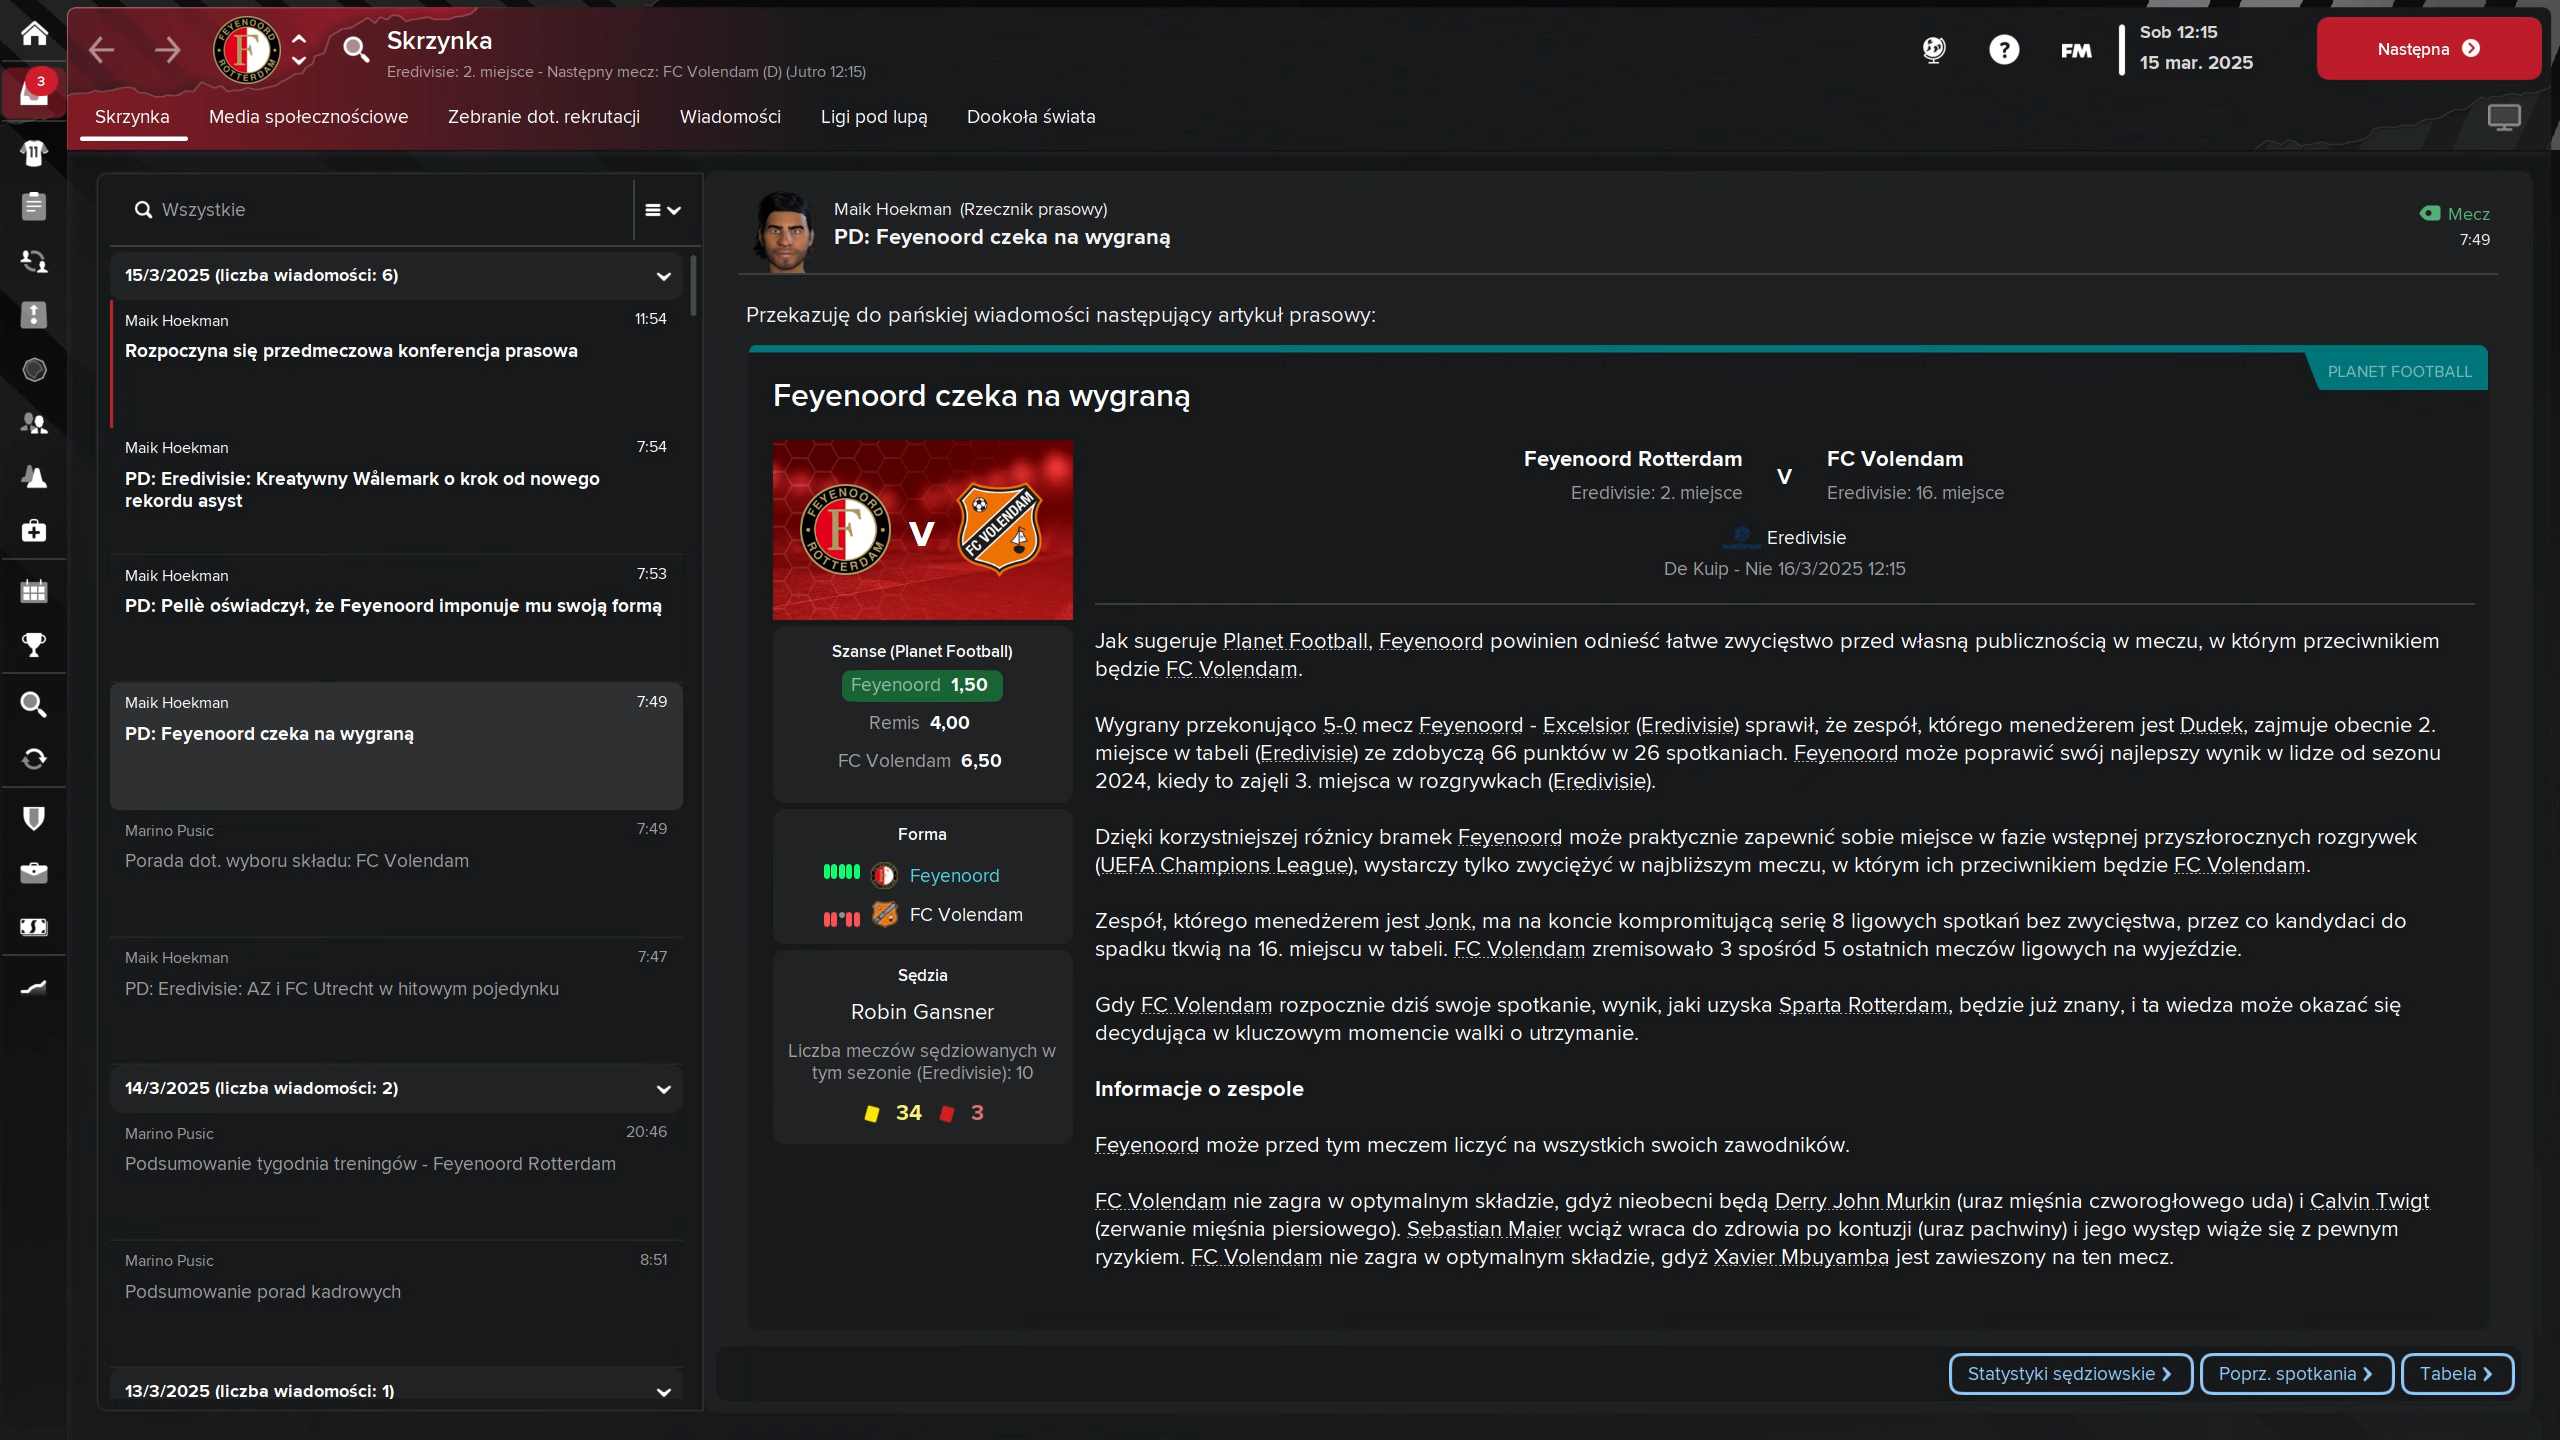 Skrzynka
Eredivisie: 2. miejsce - Następny mecz: FC Volendam (D) (Jutro 12:15)
FM
Sob 12:15
15 mar. 2025
Następna
3
Skrzynka
Media społecznościowe
Zebranie dot. rekrutacji
Wiadomości
Ligi pod lupą
Dookoła świata
Wszystkie
15/3/2025 (liczba wiadomości: 6)
Maik Hoekman 11:54
Rozpoczyna się przedmeczowa konferencja prasowa
Maik Hoekman 7:54
PD: Eredivisie: Kreatywny Wålemark o krok od nowego
rekordu asyst
Maik Hoekman 7:53
PD: Pellè oświadczył, że Feyenoord imponuje mu swoją formą
Maik Hoekman 7:49
PD: Feyenoord czeka na wygraną
Marino Pusic 7:49
Porada dot. wyboru składu: FC Volendam
Maik Hoekman 7:47
PD: Eredivisie: AZ i FC Utrecht w hitowym pojedynku
14/3/2025 (liczba wiadomości: 2)
Marino Pusic 20:46
Podsumowanie tygodnia treningów - Feyenoord Rotterdam
Marino Pusic 8:51
Podsumowanie porad kadrowych
13/3/2025 (liczba wiadomości: 1)
Maik Hoekman (Rzecznik prasowy)
PD: Feyenoord czeka na wygraną
Mecz
7:49
Przekazuję do pańskiej wiadomości następujący artykuł prasowy:
PLANET FOOTBALL
Feyenoord czeka na wygraną
FEYENOORD ROTTERDAM
V
FC VOLENDAM
Feyenoord Rotterdam
Eredivisie: 2. miejsce
V
FC Volendam
Eredivisie: 16. miejsce
Eredivisie
De Kuip - Nie 16/3/2025 12:15
Szanse (Planet Football)
Feyenoord 1,50
Remis 4,00
FC Volendam 6,50
Forma
Feyenoord
FC Volendam
Sędzia
Robin Gansner
Liczba meczów sędziowanych w
tym sezonie (Eredivisie): 10
34 3
Jak sugeruje Planet Football, Feyenoord powinien odnieść łatwe zwycięstwo przed własną publicznością w meczu, w którym przeciwnikiem
będzie FC Volendam.
Wygrany przekonująco 5-0 mecz Feyenoord - Excelsior (Eredivisie) sprawił, że zespół, którego menedżerem jest Dudek, zajmuje obecnie 2.
miejsce w tabeli (Eredivisie) ze zdobyczą 66 punktów w 26 spotkaniach. Feyenoord może poprawić swój najlepszy wynik w lidze od sezonu
2024, kiedy to zajęli 3. miejsca w rozgrywkach (Eredivisie).
Dzięki korzystniejszej różnicy bramek Feyenoord może praktycznie zapewnić sobie miejsce w fazie wstępnej przyszłorocznych rozgrywek
(UEFA Champions League), wystarczy tylko zwyciężyć w najbliższym meczu, w którym ich przeciwnikiem będzie FC Volendam.
Zespół, którego menedżerem jest Jonk, ma na koncie kompromitującą serię 8 ligowych spotkań bez zwycięstwa, przez co kandydaci do
spadku tkwią na 16. miejscu w tabeli. FC Volendam zremisowało 3 spośród 5 ostatnich meczów ligowych na wyjeździe.
Gdy FC Volendam rozpocznie dziś swoje spotkanie, wynik, jaki uzyska Sparta Rotterdam, będzie już znany, i ta wiedza może okazać się
decydująca w kluczowym momencie walki o utrzymanie.
Informacje o zespole
Feyenoord może przed tym meczem liczyć na wszystkich swoich zawodników.
FC Volendam nie zagra w optymalnym składzie, gdyż nieobecni będą Derry John Murkin (uraz mięśnia czworogłowego uda) i Calvin Twigt
(zerwanie mięśnia piersiowego). Sebastian Maier wciąż wraca do zdrowia po kontuzji (uraz pachwiny) i jego występ wiąże się z pewnym
ryzykiem. FC Volendam nie zagra w optymalnym składzie, gdyż Xavier Mbuyamba jest zawieszony na ten mecz.
Statystyki sędziowskie
Poprz. spotkania
Tabela